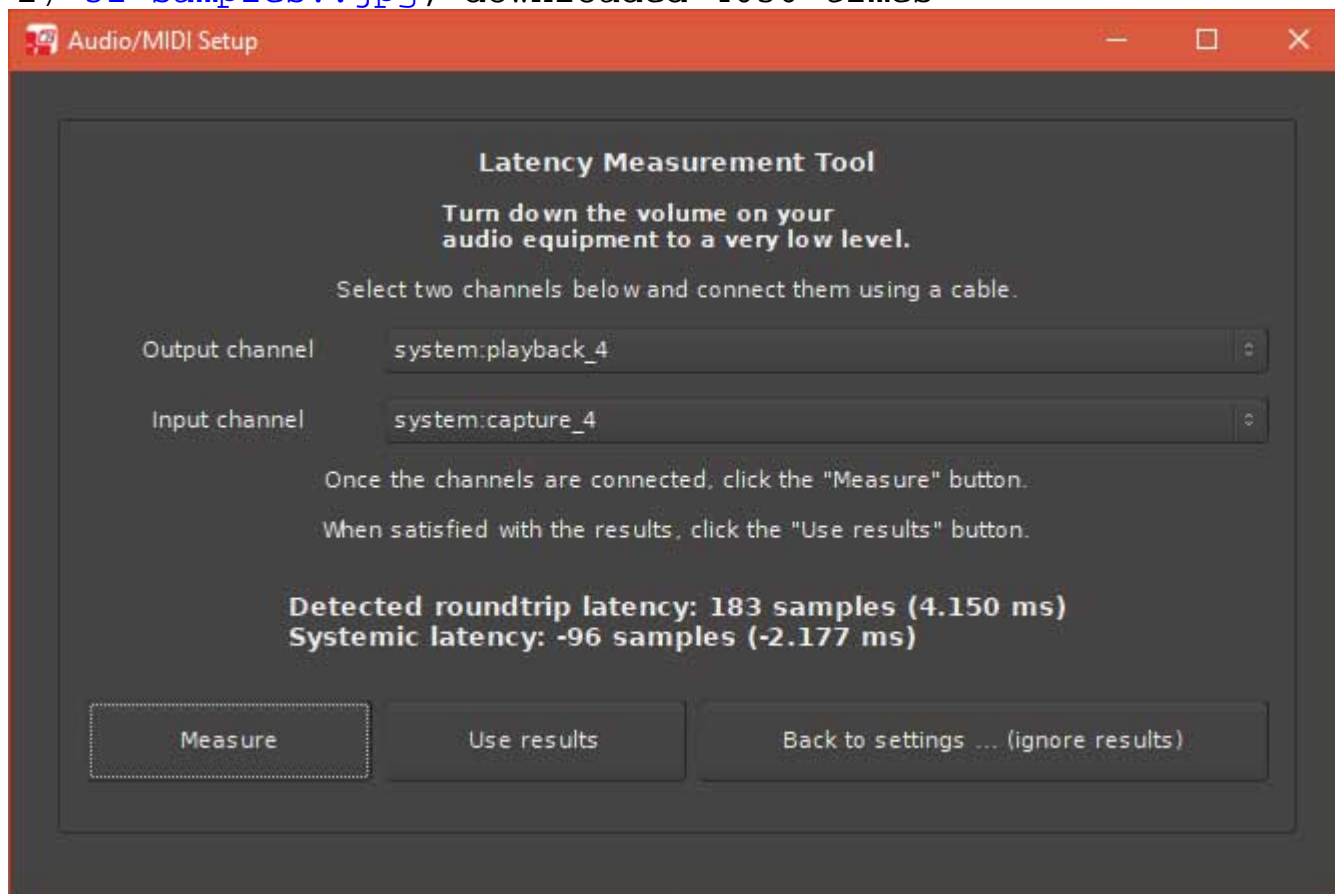 Audio/MIDI Setup
Latency Measurement Tool
Turn down the volume on your
audio equipment to a very low level.
Select two channels below and connect them using a cable.
Output channel system:playback_4
Input channel system:capture_4
Once the channels are connected, click the "Measure" button.
When satisfied with the results, click the "Use results" button.
Detected roundtrip latency: 183 samples (4.150 ms)
Systemic latency: -96 samples (-2.177 ms)
Measure Use results Back to settings ... (ignore results)